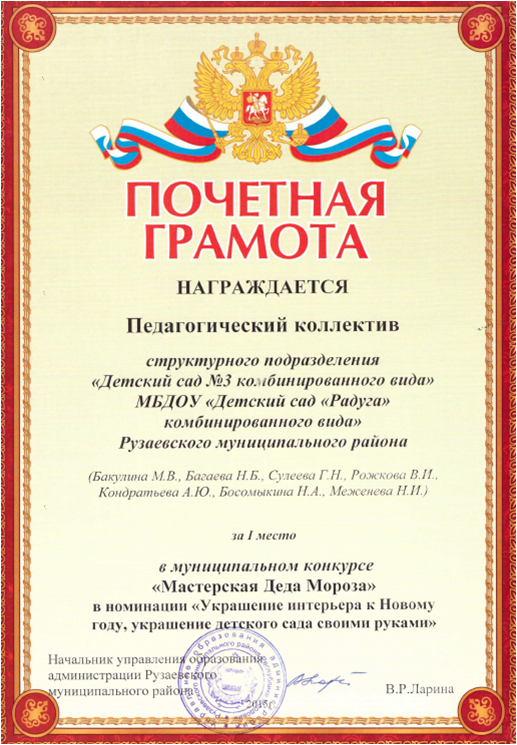 ПОЧЕТНАЯ
ГРАМОТА
НАГРАЖДАЕТСЯ
Педагогический коллектив
структурного подразделения
«Детский сад №3 комбинированного вида»
МБДОУ «Детский сад «Радуга»
комбинированного вида»
Рузаевского муниципального района
(Бакулина М.В., Багаева Н.Б., Сулеева Г.Н., Рожкова В.И.,
Кондратьева А.Ю., Босомыкина Н.А., Меженева Н.И.)
за I место
в муниципальном конкурсе
«Мастерская Деда Мороза»
в номинации «Украшение интерьера к Новому
году, украшение детского сада своими руками»
Начальник управления образования
администрации Рузаевского
муниципального района
В.Р.Ларина